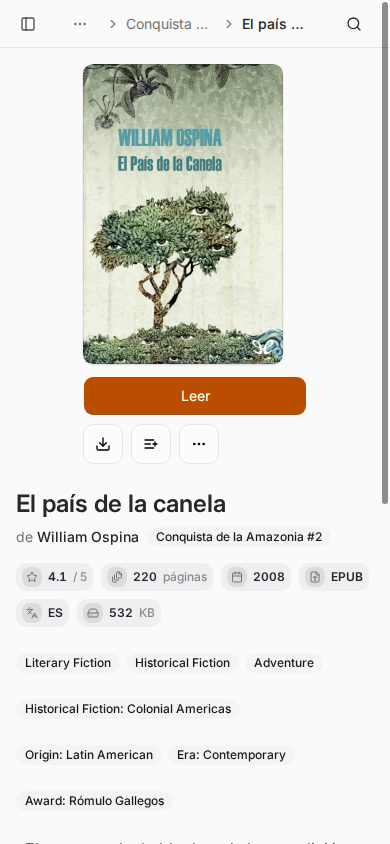 Conquista ... El país ...
WILLIAM OSPINA
El País de la Canela
Leer
El país de la canela
de William Ospina Conquista de la Amazonia #2
4.1 / 5 220 páginas 2008 EPUB
ES 532 KB
Literary Fiction Historical Fiction Adventure
Historical Fiction: Colonial Americas
Origin: Latin American Era: Contemporary
Award: Rómulo Gallegos